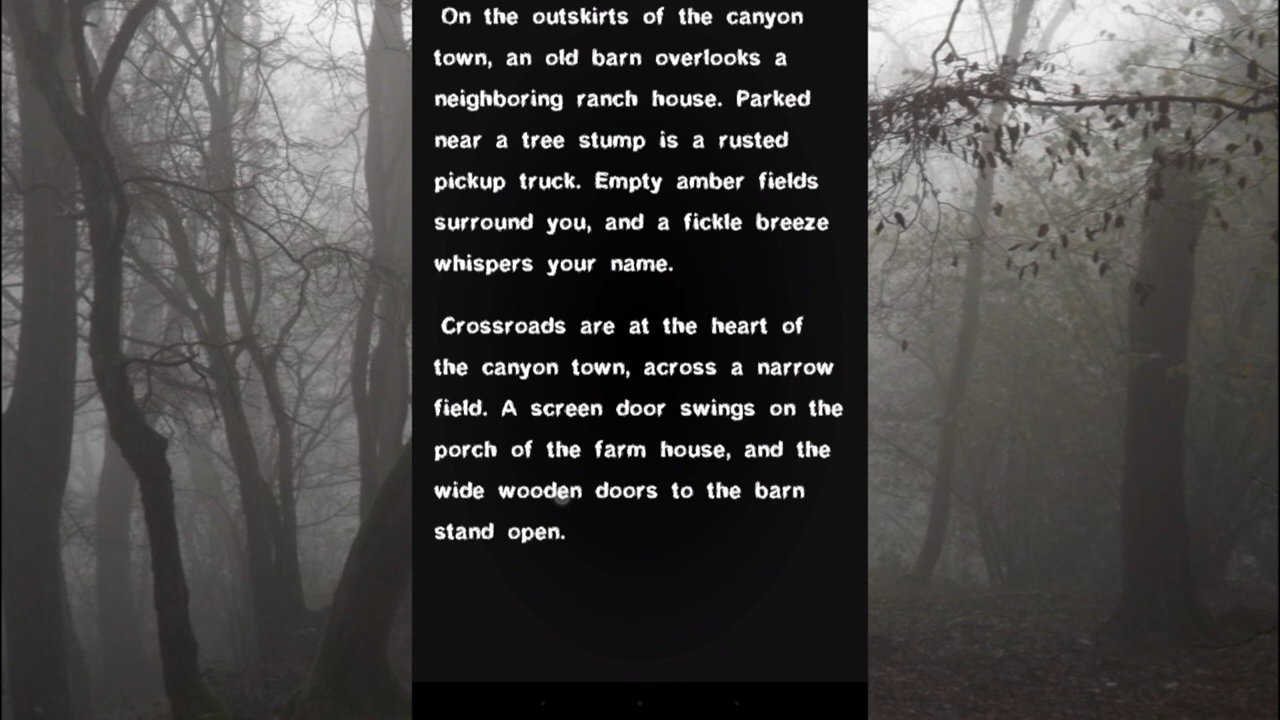 On the outskirts of the canyon
town, an old barn overlooks a
neighboring ranch house. Parked
near a tree stump is a rusted
pickup truck. Empty amber fields
surround you, and a fickle breeze
whispers your name.
Crossroads are at the heart of
the canyon town, across a narrow
field. A screen door swings on the
porch of the farm house, and the
wide wooden doors to the barn
stand open.